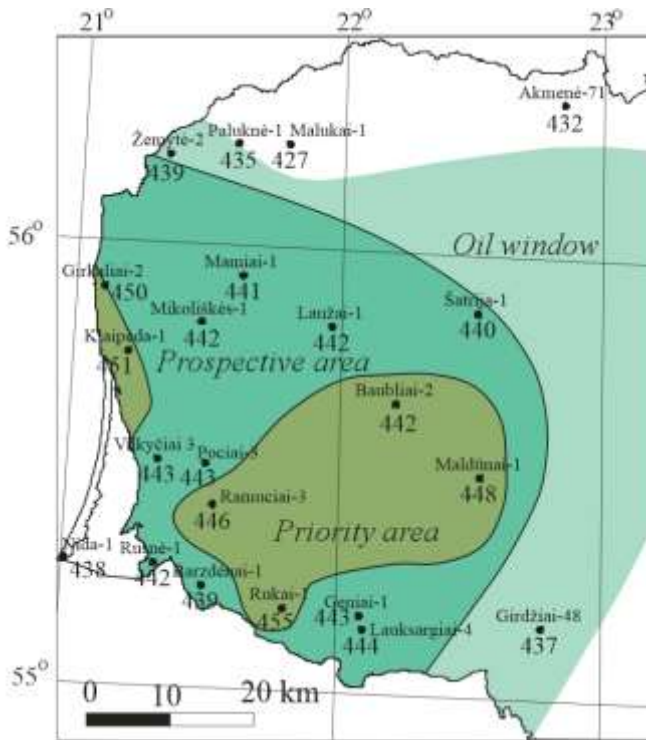 21° 22° 23°
Akmenė-71
432
Žemytė-2 Paluknė-1 Malukai-1
439 435 427
56°
Oil window
Girkaliai-2 Mamiai-1
450 441
Mikoliškės-1 Laužai-1 Šatrija-1
442 442 440
Klaipėda-1
451
Prospective area
Baubliai-2
442
Vilkyčiai 3 Pociai-3 Maldūnai-1
443 443 448
Ramuciai-3
446
Priority area
Nida-1 Rusnė-1
438 442
Barzdėnai-1
439
Rukai-1 Geniai-1 Girdžiai-48
455 443 437
Lauksargiai-4
444
55°
0 10 20 km